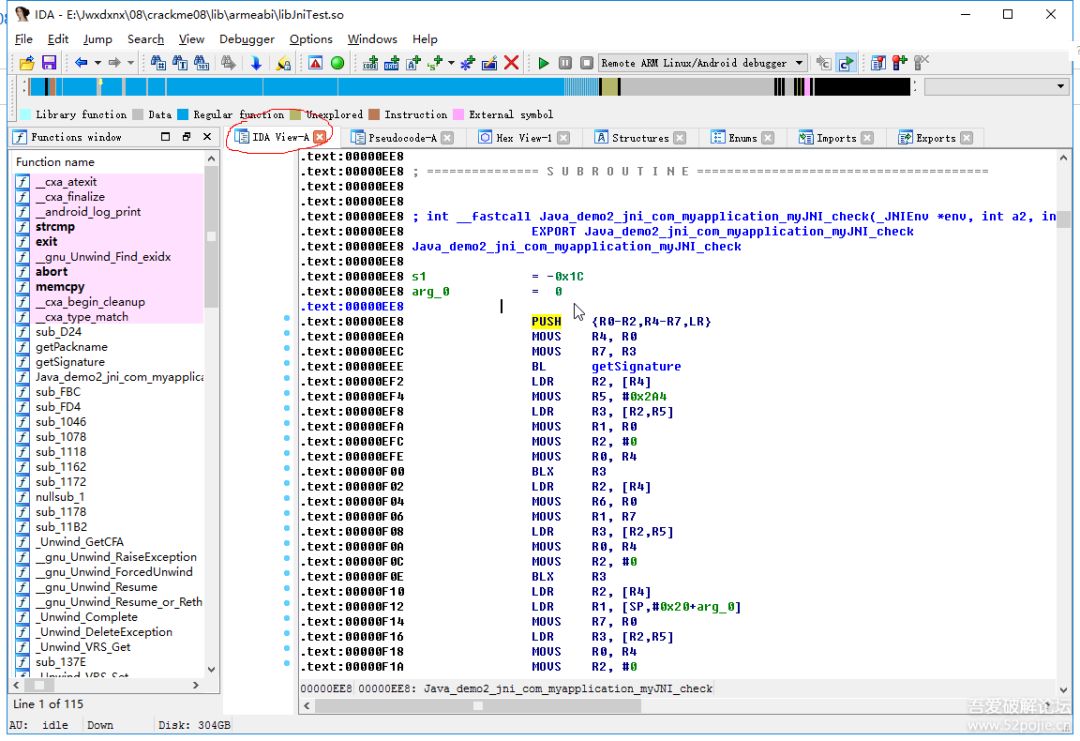 IDA - E:\Jwxdxnx\08\crackme08\lib\armeabi\libJniTest.so
File Edit Jump Search View Debugger Options Windows Help
Remote ARM Linux/Android debugger
Library function Data Regular function Unexplored Instruction External symbol
Functions window
IDA View-A Pseudocode-A Hex View-1 Structures Enums Imports Exports
Function name
__cxa_atexit
__cxa_finalize
__android_log_print
strcmp
exit
__gnu_Unwind_Find_exidx
abort
memcpy
__cxa_begin_cleanup
__cxa_type_match
sub_D24
getPackname
getSignature
Java_demo2_jni_com_myapplica
sub_FBC
sub_FD4
sub_1046
sub_1078
sub_1118
sub_1162
sub_1172
nullsub_1
sub_1178
sub_11B2
_Unwind_GetCFA
__gnu_Unwind_RaiseException
__gnu_Unwind_ForcedUnwind
__gnu_Unwind_Resume
__gnu_Unwind_Resume_or_Reth
_Unwind_Complete
_Unwind_DeleteException
_Unwind_VRS_Get
sub_137E
_Unwind_VRS_Set
Line 1 of 115
.text:00000EE8
.text:00000EE8 ; =============== S U B R O U T I N E =======================================
.text:00000EE8
.text:00000EE8
.text:00000EE8 ; int __fastcall Java_demo2_jni_com_myapplication_myJNI_check(_JNIEnv *env, int a2, in
.text:00000EE8 EXPORT Java_demo2_jni_com_myapplication_myJNI_check
.text:00000EE8 Java_demo2_jni_com_myapplication_myJNI_check
.text:00000EE8
.text:00000EE8 s1 = -0x1C
.text:00000EE8 arg_0 = 0
.text:00000EE8
.text:00000EE8 PUSH {R0-R2,R4-R7,LR}
.text:00000EEA MOVS R4, R0
.text:00000EEC MOVS R7, R3
.text:00000EEE BL getSignature
.text:00000EF2 LDR R2, [R4]
.text:00000EF4 MOVS R5, #0x2A4
.text:00000EF8 LDR R3, [R2,R5]
.text:00000EFA MOVS R1, R0
.text:00000EFC MOVS R2, #0
.text:00000EFE MOVS R0, R4
.text:00000F00 BLX R3
.text:00000F02 LDR R2, [R4]
.text:00000F04 MOVS R6, R0
.text:00000F06 MOVS R1, R7
.text:00000F08 LDR R3, [R2,R5]
.text:00000F0A MOVS R0, R4
.text:00000F0C MOVS R2, #0
.text:00000F0E BLX R3
.text:00000F10 LDR R2, [R4]
.text:00000F12 LDR R1, [SP,#0x20+arg_0]
.text:00000F14 MOVS R7, R0
.text:00000F16 LDR R3, [R2,R5]
.text:00000F18 MOVS R0, R4
.text:00000F1A MOVS R2, #0
00000EE8 00000EE8: Java_demo2_jni_com_myapplication_myJNI_check
AU: idle Down Disk: 304GB
吾爱破解论坛
www.52pojie.cn